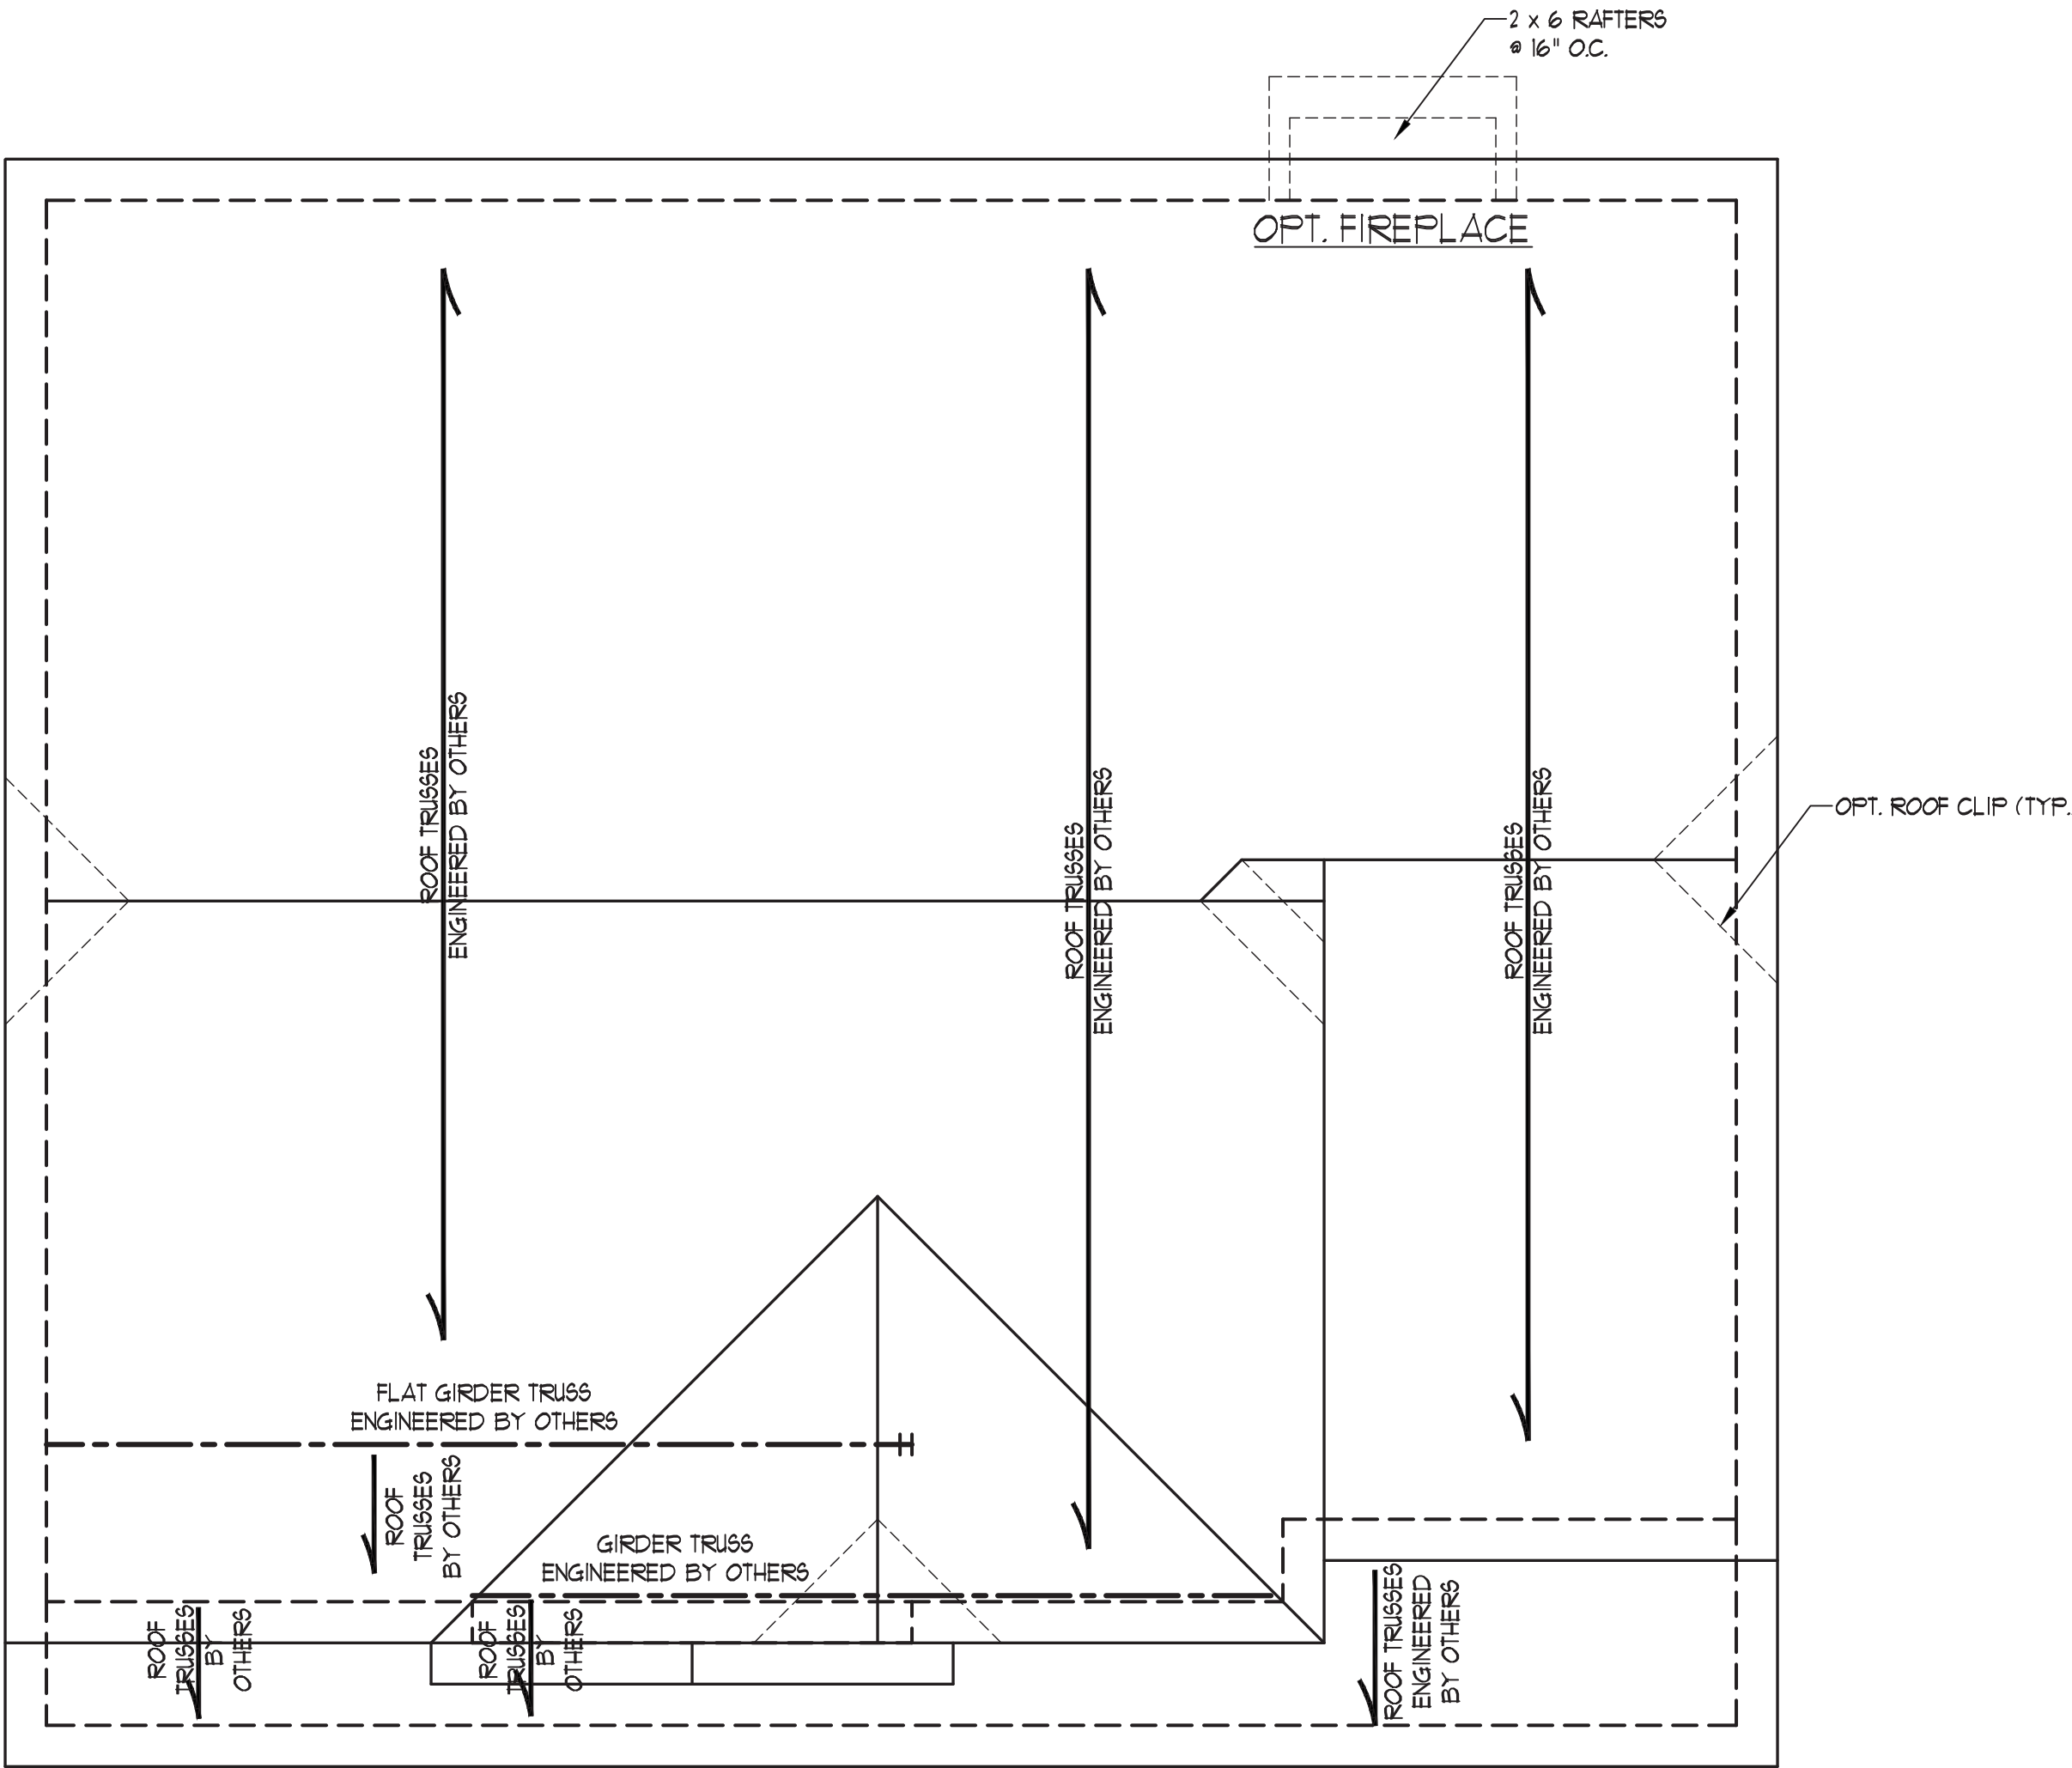 2 x 6 RAFTERS
@ 16" O.C.
OPT. FIREPLACE
ROOF TRUSSES
ENGINEERED BY OTHERS
ROOF TRUSSES
ENGINEERED BY OTHERS
ROOF TRUSSES
ENGINEERED BY OTHERS
OPT. ROOF CLIP (TYP.
FLAT GIRDER TRUSS
ENGINEERED BY OTHERS
ROOF
TRUSSES
BY OTHERS
GIRDER TRUSS
ENGINEERED BY OTHERS
ROOF
TRUSSES
BY
OTHERS
ROOF
TRUSSES
BY
OTHERS
ROOF TRUSSES
ENGINEERED
BY OTHERS